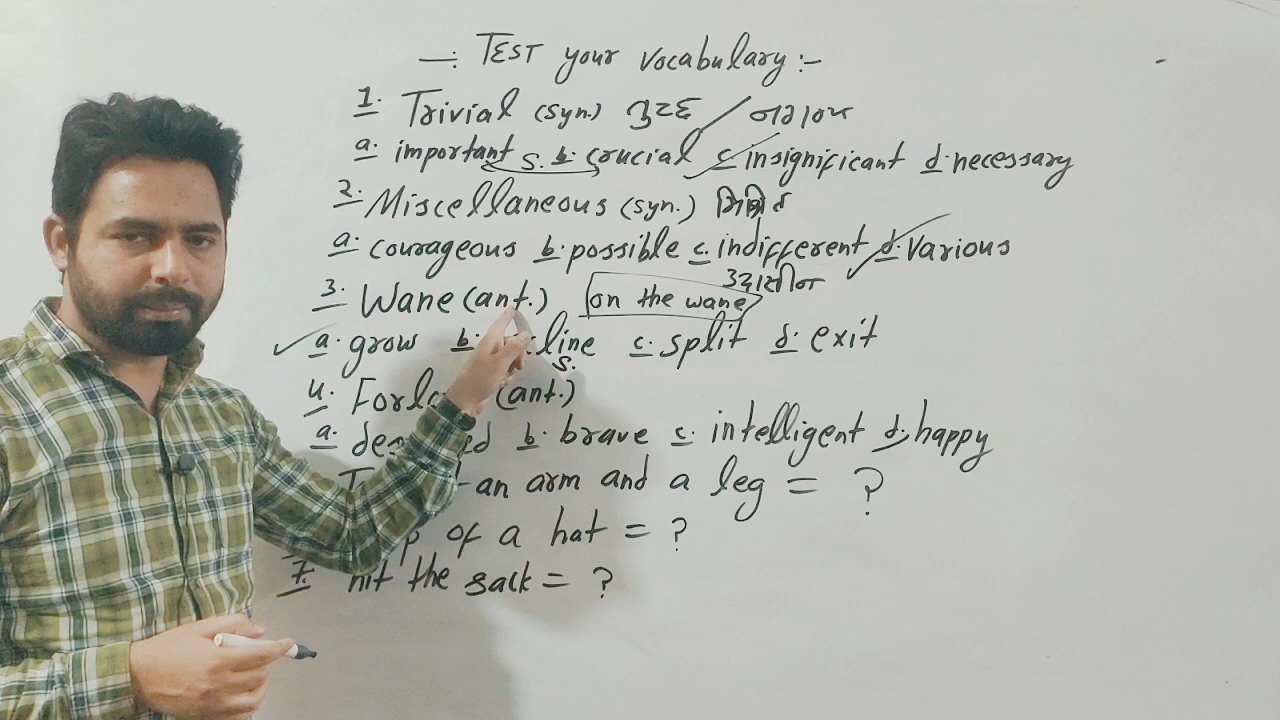 —: TEST your vocabulary :—
1. Trivial (syn.) तुच्छ / नगण्य
a. important S. b. crucial c. insignificant d. necessary
2. Miscellaneous (syn.)
a. courageous b. possible c. indifferent d. various
उदासीन
3. Wane (ant.) on the wane
a. grow b. line c. split d. exit
S.
4. (ant.)
a. b. brave c. intelligent d. happy
an arm and a leg = ?
of a hat = ?
7. hit the sack = ?